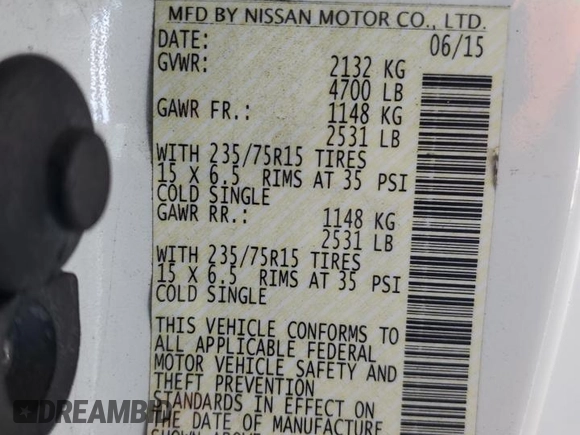 MFD BY NISSAN MOTOR CO., LTD.
DATE: 06/15
GVWR: 2132 KG
4700 LB
GAWR FR.: 1148 KG
2531 LB
WITH 235/75R15 TIRES
15 X 6.5 RIMS AT 35 PSI
COLD SINGLE
GAWR RR.: 1148 KG
2531 LB
WITH 235/75R15 TIRES
15 X 6.5 RIMS AT 35 PSI
COLD SINGLE
THIS VEHICLE CONFORMS TO
ALL APPLICABLE FEDERAL
MOTOR VEHICLE SAFETY AND
THEFT PREVENTION
STANDARDS IN EFFECT ON
THE DATE OF MANUFACTURE
SHOWN ABOVE
DREAMBID